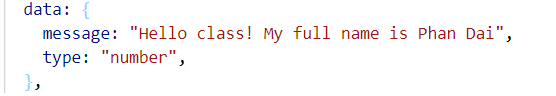 data: {
message: "Hello class! My full name is Phan Dai",
type: "number",
},